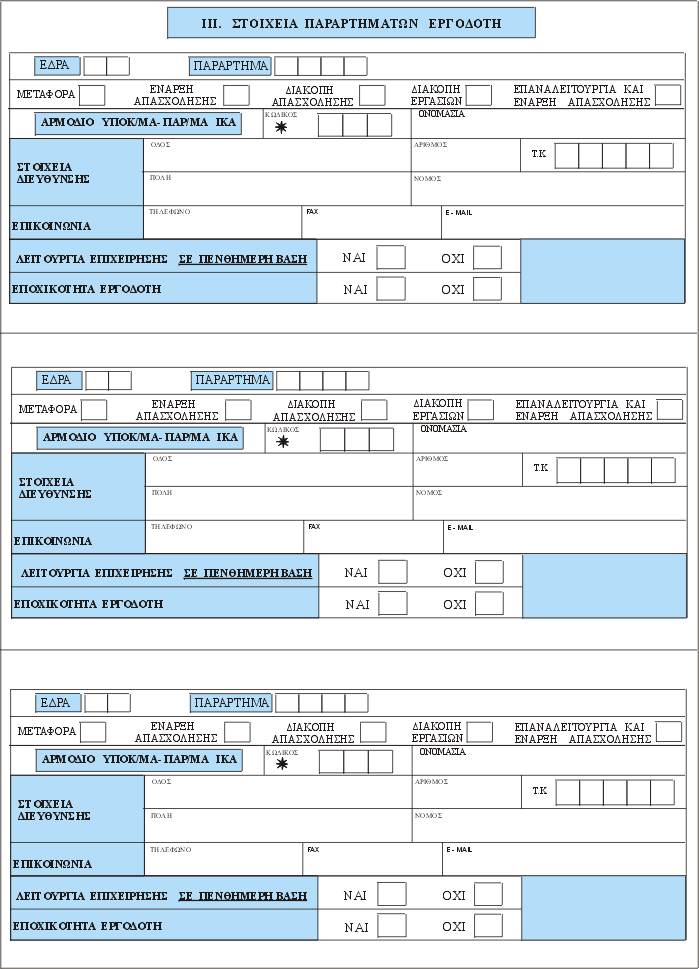 III. ΣΤΟΙΧΕΙΑ ΠΑΡΑΡΤΗΜΑΤΩΝ ΕΡΓΟΔΟΤΗ
ΕΔΡΑ ΠΑΡΑΡΤΗΜΑ
ΜΕΤΑΦΟΡΑ ΕΝΑΡΞΗ ΑΠΑΣΧΟΛΗΣΗΣ ΔΙΑΚΟΠΗ ΑΠΑΣΧΟΛΗΣΗΣ ΔΙΑΚΟΠΗ ΕΡΓΑΣΙΩΝ ΕΠΑΝΑΛΕΙΤΟΥΡΓΙΑ ΚΑΙ ΕΝΑΡΞΗ ΑΠΑΣΧΟΛΗΣΗΣ
ΑΡΜΟΔΙΟ ΥΠΟΚ/ΜΑ- ΠΑΡ/ΜΑ ΙΚΑ ΚΩΔΙΚΟΣ ΟΝΟΜΑΣΙΑ
ΣΤΟΙΧΕΙΑ ΔΙΕΥΘΥΝΣΗΣ ΟΔΟΣ ΑΡΙΘΜΟΣ Τ.Κ
ΠΟΛΗ ΝΟΜΟΣ
ΕΠΙΚΟΙΝΩΝΙΑ ΤΗΛΕΦΩΝΟ FAX E - MAIL
ΛΕΙΤΟΥΡΓΙΑ ΕΠΙΧΕΙΡΗΣΗΣ ΣΕ ΠΕΝΘΗΜΕΡΗ ΒΑΣΗ ΝΑΙ ΟΧΙ
ΕΠΟΧΙΚΟΤΗΤΑ ΕΡΓΟΔΟΤΗ ΝΑΙ ΟΧΙ
ΕΔΡΑ ΠΑΡΑΡΤΗΜΑ
ΜΕΤΑΦΟΡΑ ΕΝΑΡΞΗ ΑΠΑΣΧΟΛΗΣΗΣ ΔΙΑΚΟΠΗ ΑΠΑΣΧΟΛΗΣΗΣ ΔΙΑΚΟΠΗ ΕΡΓΑΣΙΩΝ ΕΠΑΝΑΛΕΙΤΟΥΡΓΙΑ ΚΑΙ ΕΝΑΡΞΗ ΑΠΑΣΧΟΛΗΣΗΣ
ΑΡΜΟΔΙΟ ΥΠΟΚ/ΜΑ- ΠΑΡ/ΜΑ ΙΚΑ ΚΩΔΙΚΟΣ ΟΝΟΜΑΣΙΑ
ΣΤΟΙΧΕΙΑ ΔΙΕΥΘΥΝΣΗΣ ΟΔΟΣ ΑΡΙΘΜΟΣ Τ.Κ
ΠΟΛΗ ΝΟΜΟΣ
ΕΠΙΚΟΙΝΩΝΙΑ ΤΗΛΕΦΩΝΟ FAX E - MAIL
ΛΕΙΤΟΥΡΓΙΑ ΕΠΙΧΕΙΡΗΣΗΣ ΣΕ ΠΕΝΘΗΜΕΡΗ ΒΑΣΗ ΝΑΙ ΟΧΙ
ΕΠΟΧΙΚΟΤΗΤΑ ΕΡΓΟΔΟΤΗ ΝΑΙ ΟΧΙ
ΕΔΡΑ ΠΑΡΑΡΤΗΜΑ
ΜΕΤΑΦΟΡΑ ΕΝΑΡΞΗ ΑΠΑΣΧΟΛΗΣΗΣ ΔΙΑΚΟΠΗ ΑΠΑΣΧΟΛΗΣΗΣ ΔΙΑΚΟΠΗ ΕΡΓΑΣΙΩΝ ΕΠΑΝΑΛΕΙΤΟΥΡΓΙΑ ΚΑΙ ΕΝΑΡΞΗ ΑΠΑΣΧΟΛΗΣΗΣ
ΑΡΜΟΔΙΟ ΥΠΟΚ/ΜΑ- ΠΑΡ/ΜΑ ΙΚΑ ΚΩΔΙΚΟΣ ΟΝΟΜΑΣΙΑ
ΣΤΟΙΧΕΙΑ ΔΙΕΥΘΥΝΣΗΣ ΟΔΟΣ ΑΡΙΘΜΟΣ Τ.Κ
ΠΟΛΗ ΝΟΜΟΣ
ΕΠΙΚΟΙΝΩΝΙΑ ΤΗΛΕΦΩΝΟ FAX E - MAIL
ΛΕΙΤΟΥΡΓΙΑ ΕΠΙΧΕΙΡΗΣΗΣ ΣΕ ΠΕΝΘΗΜΕΡΗ ΒΑΣΗ ΝΑΙ ΟΧΙ
ΕΠΟΧΙΚΟΤΗΤΑ ΕΡΓΟΔΟΤΗ ΝΑΙ ΟΧΙ